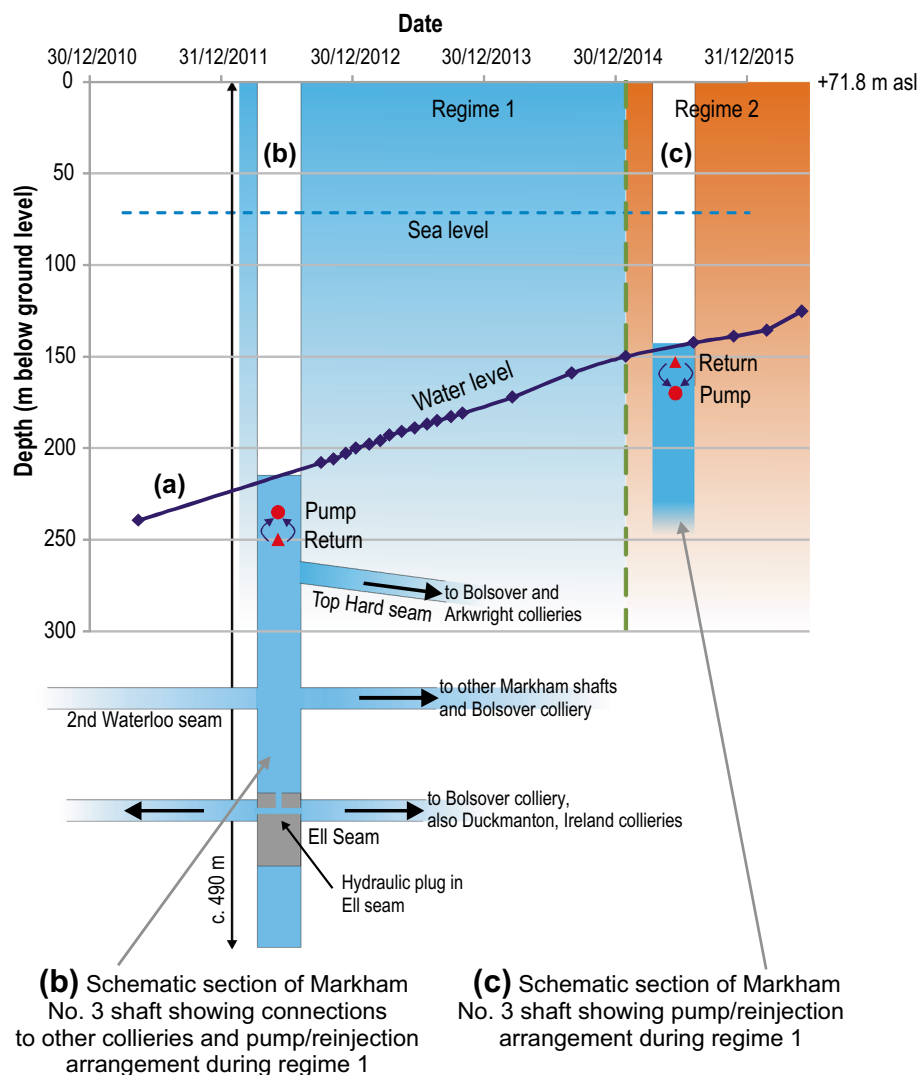 Date
30/12/2010 31/12/2011 30/12/2012 30/12/2013 30/12/2014 31/12/2015
0
+71.8 m asl
Regime 1
Regime 2
(b)
(c)
50
Sea level
100
Depth (m below ground level)
150
Return
Water level
Pump
200
(a)
Pump
250
Return
Top Hard seam
to Bolsover and
Arkwright collieries
300
2nd Waterloo seam
to other Markham shafts
and Bolsover colliery
to Bolsover colliery,
also Duckmanton, Ireland collieries
Ell Seam
c. 490 m
Hydraulic plug in
Ell seam
(b) Schematic section of Markham
No. 3 shaft showing connections
to other collieries and pump/reinjection
arrangement during regime 1
(c) Schematic section of Markham
No. 3 shaft showing pump/reinjection
arrangement during regime 1